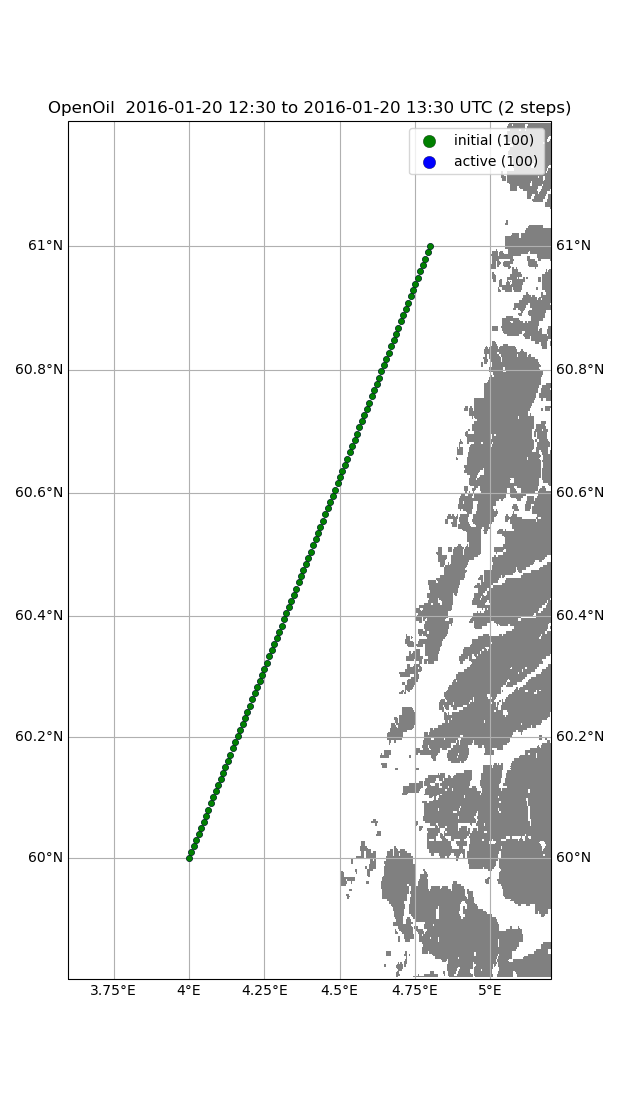 OpenOil  2016-01-20 12:30 to 2016-01-20 13:30 UTC (2 steps)
initial (100)
active (100)
61°N 61°N
60.8°N 60.8°N
60.6°N 60.6°N
60.4°N 60.4°N
60.2°N 60.2°N
60°N 60°N
3.75°E 4°E 4.25°E 4.5°E 4.75°E 5°E